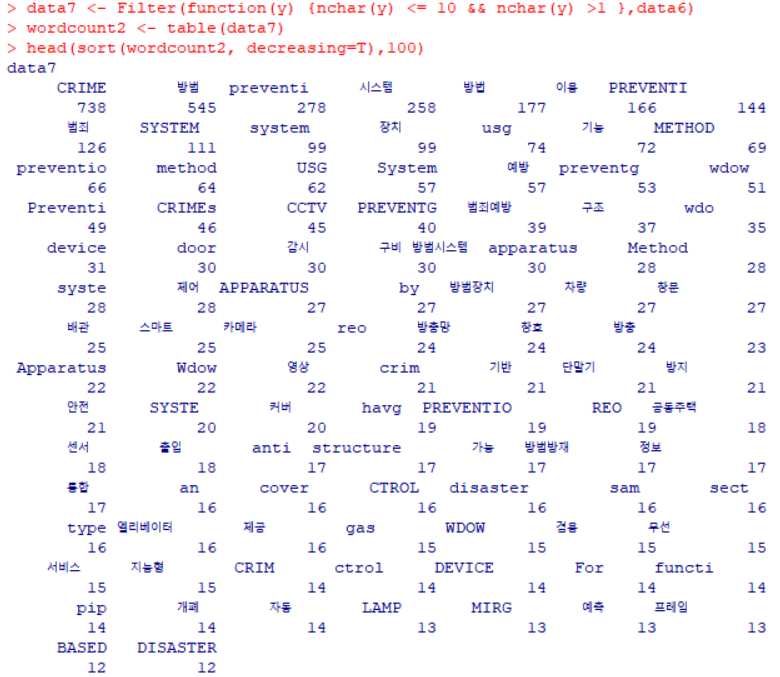 > data7 <- Filter(function(y) {nchar(y) <= 10 && nchar(y) >1 },data6)
> wordcount2 <- table(data7)
> head(sort(wordcount2, decreasing=T),100)
data7
CRIME 방범 preventi 시스템 방법 이용 PREVENTI
738 545 278 258 177 166 144
범죄 SYSTEM system 장치 usg 기능 METHOD
126 111 99 99 74 72 69
preventio method USG System 예방 preventg wdow
66 64 62 57 57 53 51
Preventi CRIMEs CCTV PREVENTG 범죄예방 구조 wdo
49 46 45 40 39 37 35
device door 감시 구비 방범시스템 apparatus Method
31 30 30 30 30 28 28
syste 제어 APPARATUS by 방범장치 차량 창문
28 28 27 27 27 27 27
배관 스마트 카메라 reo 방충망 창호 방충
25 25 25 24 24 24 23
Apparatus Wdow 영상 crim 기반 단말기 방지
22 22 22 21 21 21 21
안전 SYSTE 커버 havg PREVENTIO REO 공동주택
21 20 20 19 19 19 18
센서 출입 anti structure 가능 방범방재 정보
18 18 17 17 17 17 17
통합 an cover CTROL disaster sam sect
17 16 16 16 16 16 16
type 엘리베이터 제공 gas WDOW 겸용 무선
16 16 16 15 15 15 15
서비스 지능형 CRIM ctrol DEVICE For functi
15 15 14 14 14 14 14
pip 개폐 자동 LAMP MIRG 예측 프레임
14 14 14 13 13 13 13
BASED DISASTER
12 12